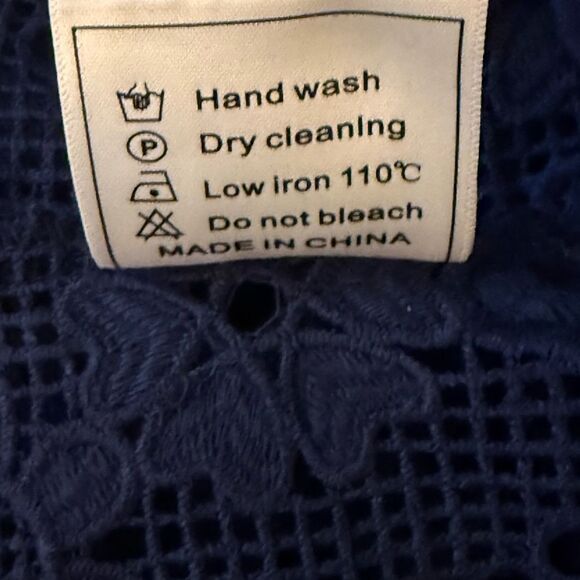 Hand wash
P Dry cleaning
Low iron 110℃
Do not bleach
MADE IN CHINA